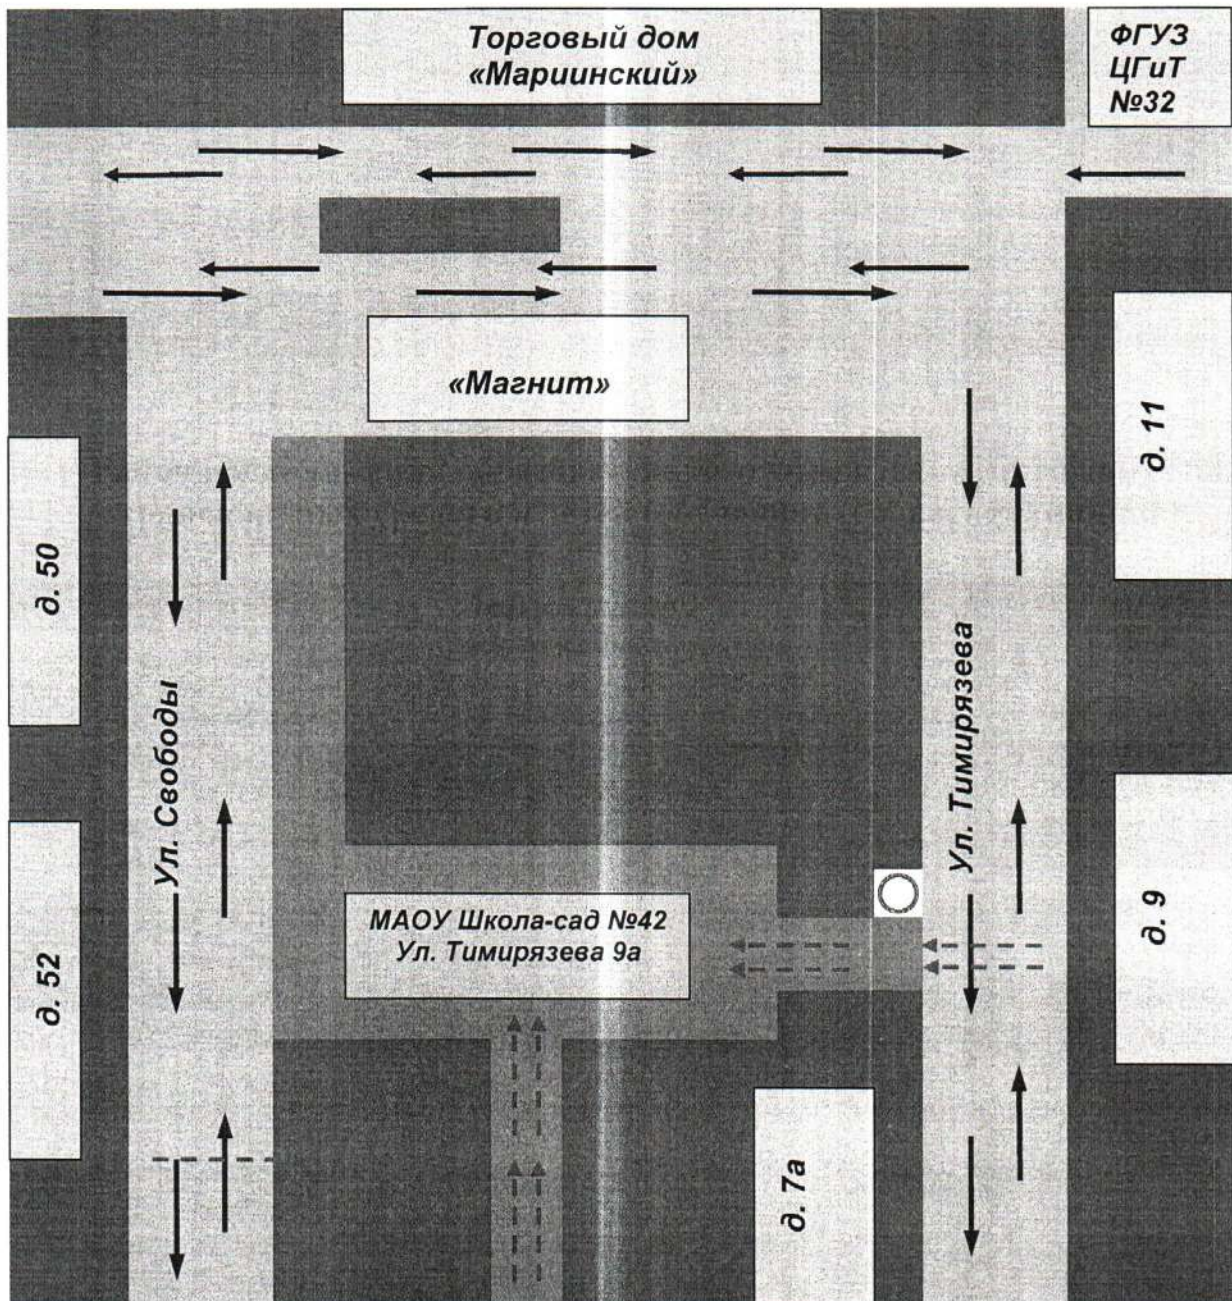 Торговый дом
«Мариинский»
ФГУЗ
ЦГиТ
№32
«Магнит»
д. 11
д. 50
Ул. Свободы
Ул. Тимирязева
д. 9
д. 52
МАОУ Школа-сад №42
Ул. Тимирязева 9а
д. 7а